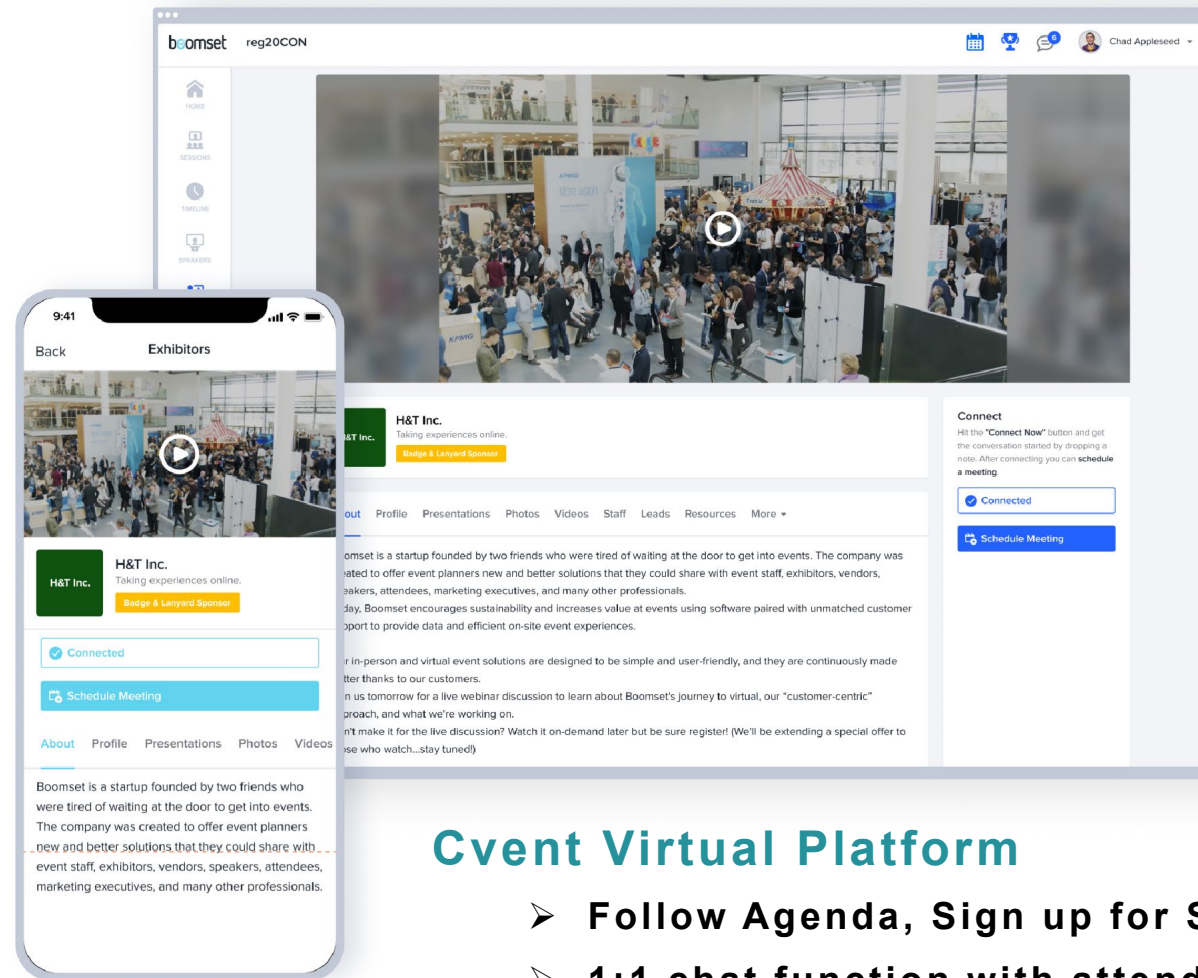 boomset reg20CON
6
Chad Appleseed
HOME
SESSIONS
TIMELINE
SPEAKERS
Google
KPMG
KPMG
H&T Inc.
H&T Inc.
Taking experiences online.
Badge & Lanyard Sponsor
Connect
Hit the "Connect Now" button and get
the conversation started by dropping a
note. After connecting you can schedule
a meeting.
Connected
Schedule Meeting
out Profile Presentations Photos Videos Staff Leads Resources More
omset is a startup founded by two friends who were tired of waiting at the door to get into events. The company was
ated to offer event planners new and better solutions that they could share with event staff, exhibitors, vendors,
eakers, attendees, marketing executives, and many other professionals.
day, Boomset encourages sustainability and increases value at events using software paired with unmatched customer
pport to provide data and efficient on-site event experiences.
r in-person and virtual event solutions are designed to be simple and user-friendly, and they are continuously made
tter thanks to our customers.
n us tomorrow for a live webinar discussion to learn about Boomset's journey to virtual, our "customer-centric"
proach, and what we're working on.
n't make it for the live discussion? Watch it on-demand later but be sure register! (We'll be extending a special offer to
ose who watch...stay tuned!)
9:41
Back Exhibitors
H&T Inc.
H&T Inc.
Taking experiences online.
Badge & Lanyard Sponsor
Connected
Schedule Meeting
About Profile Presentations Photos Videos
Boomset is a startup founded by two friends who
were tired of waiting at the door to get into events.
The company was created to offer event planners
new and better solutions that they could share with
event staff, exhibitors, vendors, speakers, attendees,
marketing executives, and many other professionals.
Cvent Virtual Platform
➢ Follow Agenda, Sign up for S
➢ 1:1 chat function with attend